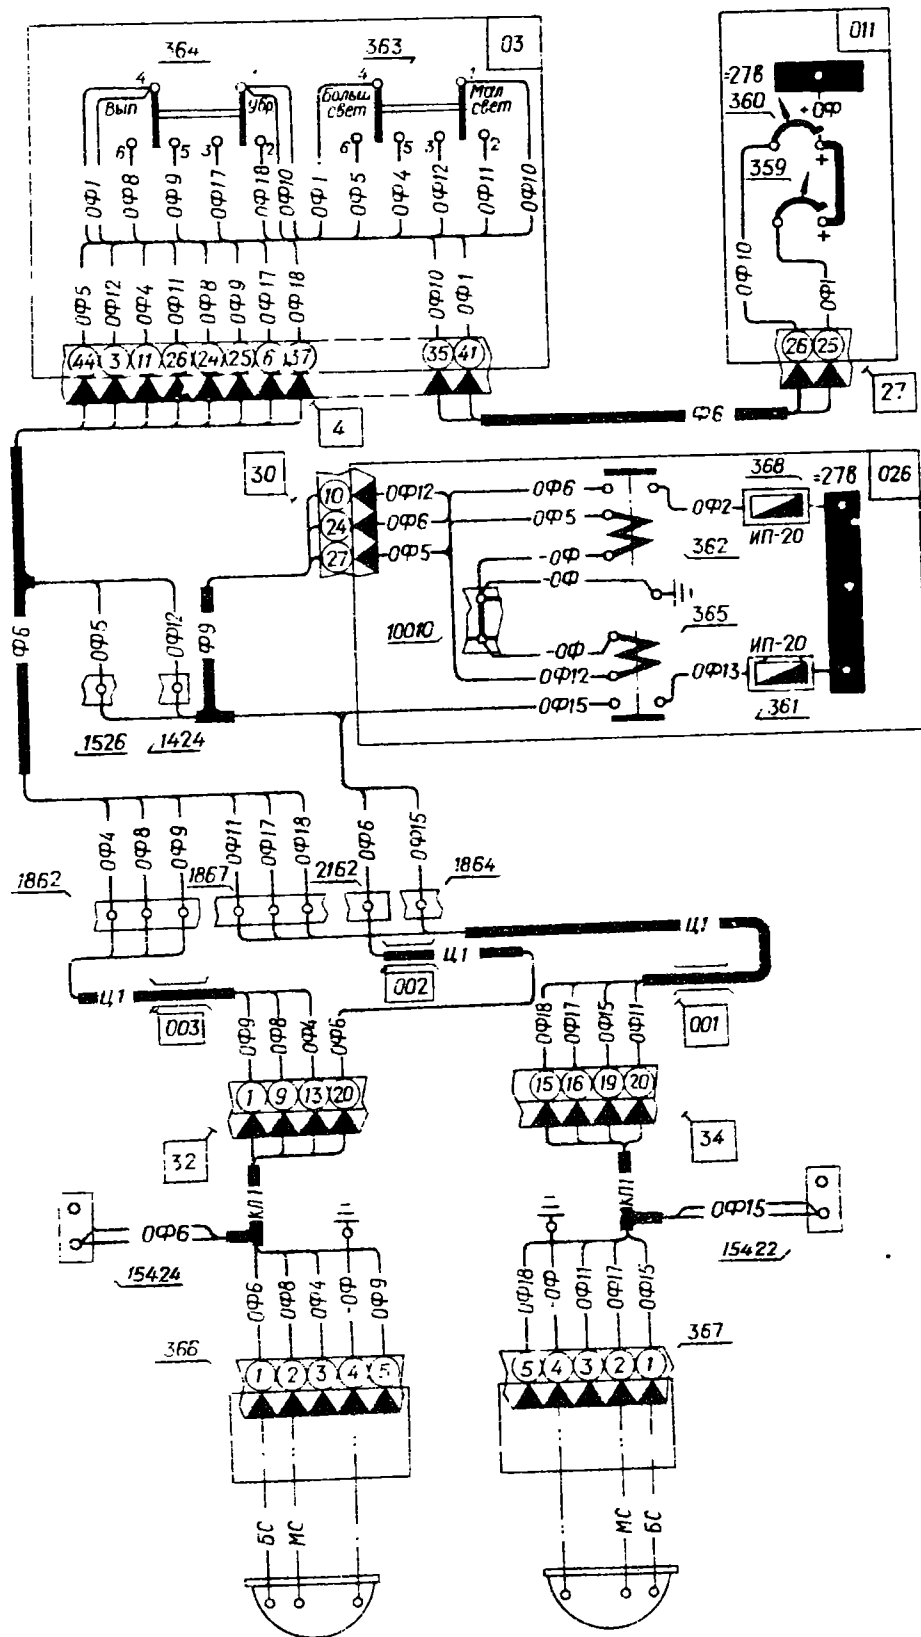 364
363
03
011
4
4
1
Вып
Убр
Больш свет
Мал свет
=27В
+ОФ
360
359
+
+
6
5
3
2
6
5
3
2
ОФ1
ОФ8
ОФ9
ОФ17
ОФ18
ОФ10
ОФ1
ОФ5
ОФ4
ОФ12
ОФ11
ОФ10
ОФ5
ОФ12
ОФ4
ОФ11
ОФ8
ОФ9
ОФ17
ОФ18
ОФ10
ОФ1
ОФ10
ОФ1
44
3
11
26
24
25
6
37
35
41
26
25
4
Ф6
27
30
10
24
27
ОФ12
ОФ6
ОФ5
ОФ6
ОФ5
-ОФ
-ОФ
-ОФ
ОФ12
ОФ15
ОФ2
368
=27В
026
ИП-20
362
365
10010
ОФ13
ИП-20
361
Ф6
ОФ5
ОФ12
Ф9
1526
1424
ОФ4
ОФ8
ОФ9
ОФ11
ОФ17
ОФ18
ОФ6
ОФ15
1862
1867
2162
1864
Ц1
Ц1
Ц1
003
002
001
ОФ9
ОФ8
ОФ4
ОФ6
ОФ18
ОФ17
ОФ15
ОФ11
1
9
13
20
15
16
19
20
32
34
КЛ1
КЛ1
ОФ6
ОФ15
15424
15422
ОФ6
ОФ8
ОФ4
-ОФ
ОФ9
ОФ18
-ОФ
ОФ11
ОФ17
ОФ15
366
367
1
2
3
4
5
5
4
3
2
1
БС
МС
МС
БС